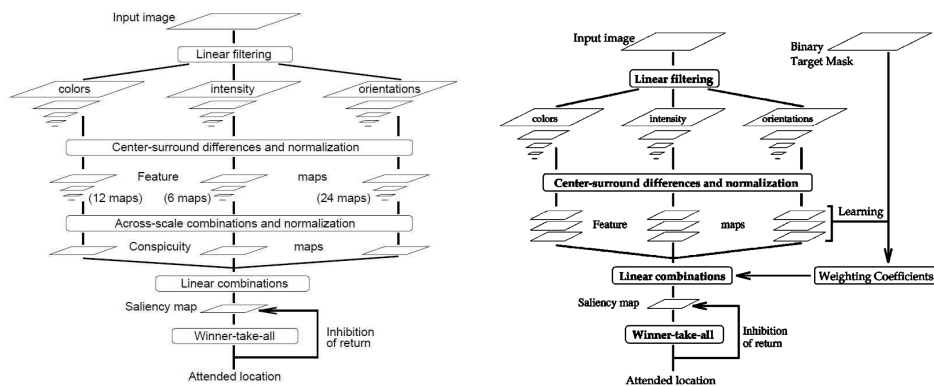 Input image
Linear filtering
colors intensity orientations
Center-surround differences and normalization
Feature maps
(12 maps) (6 maps) (24 maps)
Across-scale combinations and normalization
Conspicuity maps
Linear combinations
Saliency map
Winner-take-all
Inhibition
of return
Attended location
Input image
Binary
Target Mask
Linear filtering
colors intensity orientations
Center-surround differences and normalization
Learning
Feature maps
Linear combinations
Weighting Coefficients
Saliency map
Winner-take-all
Inhibition
of return
Attended location